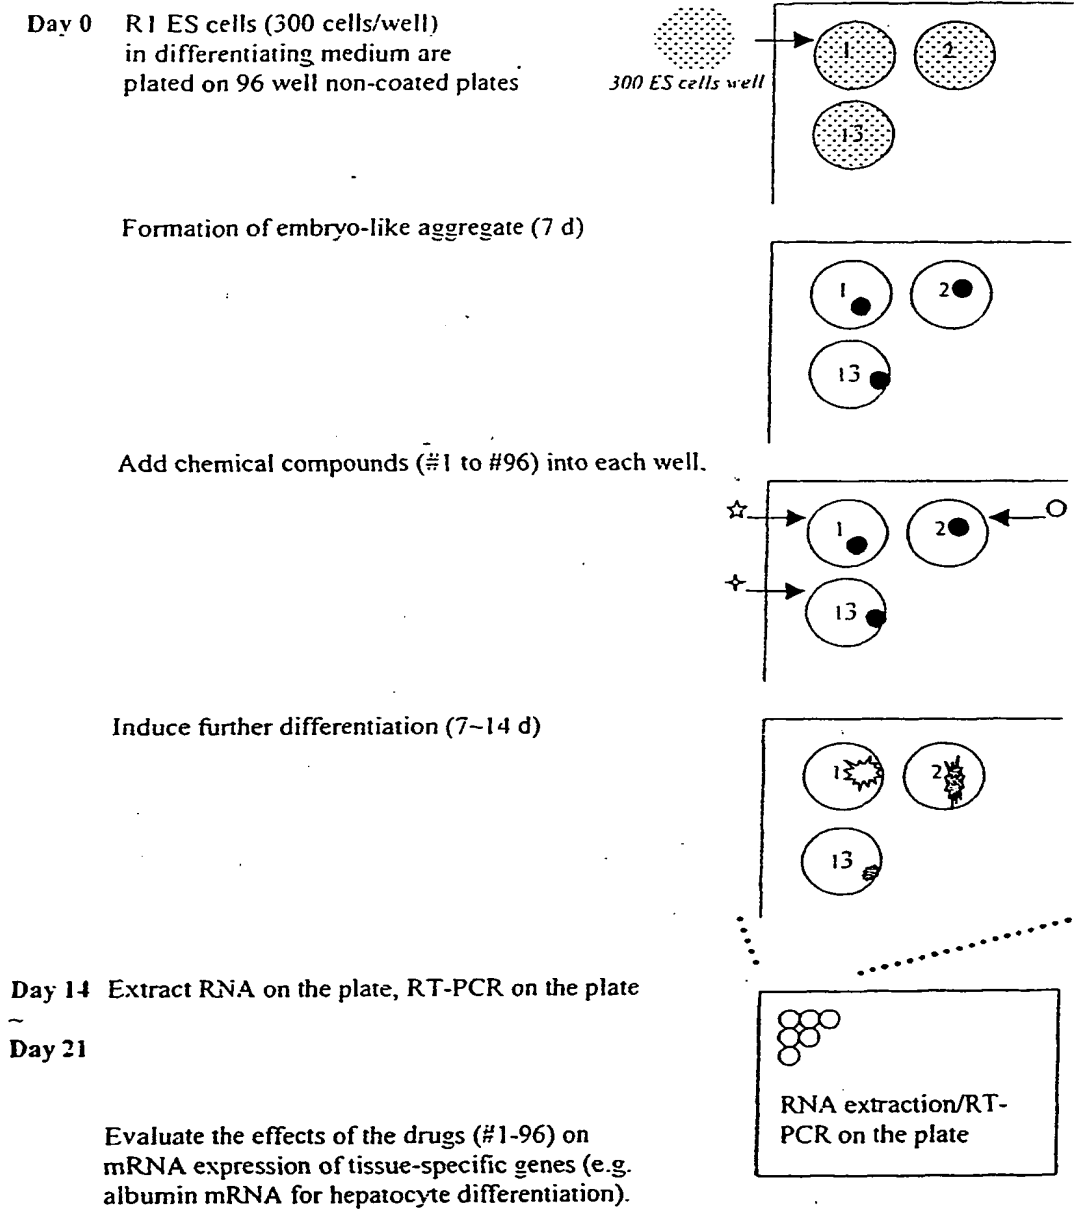 Day 0 R1 ES cells (300 cells/well)
in differentiating medium are
plated on 96 well non-coated plates
300 ES cells well
1 2
13
Formation of embryo-like aggregate (7 d)
1 2
13
Add chemical compounds (#1 to #96) into each well.
1 2
13
Induce further differentiation (7~14 d)
1 2
13
Day 14 Extract RNA on the plate, RT-PCR on the plate
~
Day 21
RNA extraction/RT-
PCR on the plate
Evaluate the effects of the drugs (#1-96) on
mRNA expression of tissue-specific genes (e.g.
albumin mRNA for hepatocyte differentiation).